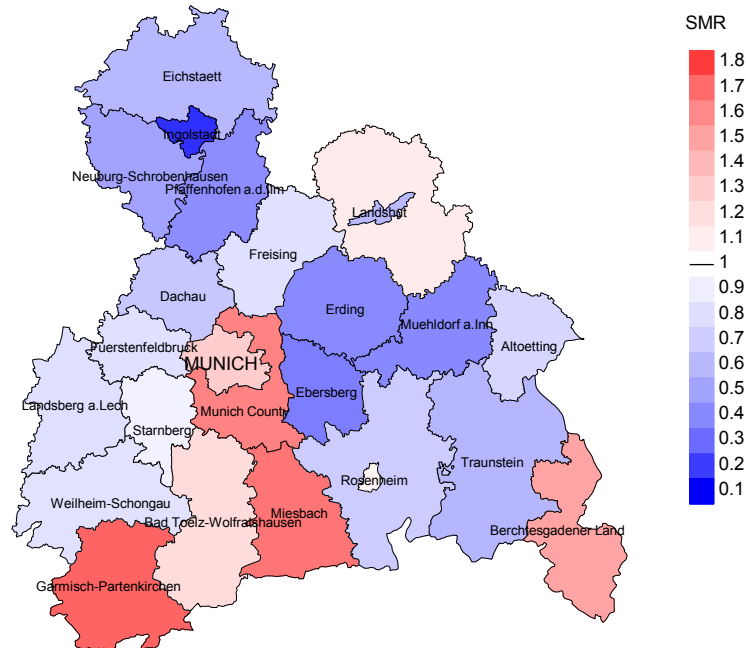 SMR
1.8
1.7
1.6
1.5
1.4
1.3
1.2
1.1
1
0.9
0.8
0.7
0.6
0.5
0.4
0.3
0.2
0.1
Eichstaett
Ingolstadt
Neuburg-Schrobenhausen
Pfaffenhofen a.d.Ilm
Landshut
Freising
Dachau
Erding
Muehldorf a.Inn
Altoetting
Fuerstenfeldbruck
MUNICH
Ebersberg
Landsberg a.Lech
Munich County
Starnberg
Traunstein
Rosenheim
Weilheim-Schongau
Miesbach
Bad Toelz-Wolfratshausen
Berchtesgadener Land
Garmisch-Partenkirchen